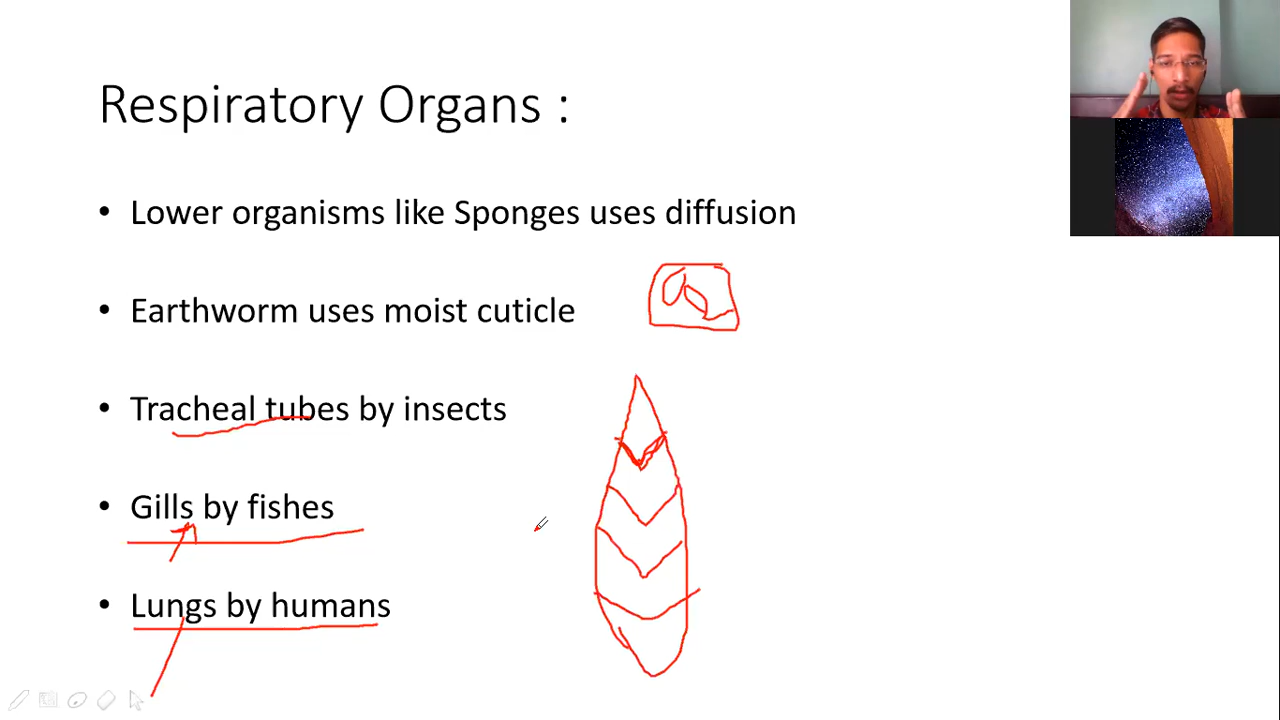 Respiratory Organs :
• Lower organisms like Sponges uses diffusion
• Earthworm uses moist cuticle
• Tracheal tubes by insects
• Gills by fishes
• Lungs by humans